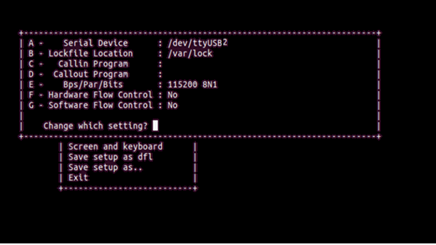 A - Serial Device : /dev/ttyUSB2
B - Lockfile Location : /var/lock
C - Callin Program :
D - Callout Program :
E - Bps/Par/Bits : 115200 8N1
F - Hardware Flow Control : No
G - Software Flow Control : No
Change which setting?
Screen and keyboard
Save setup as dfl
Save setup as..
Exit